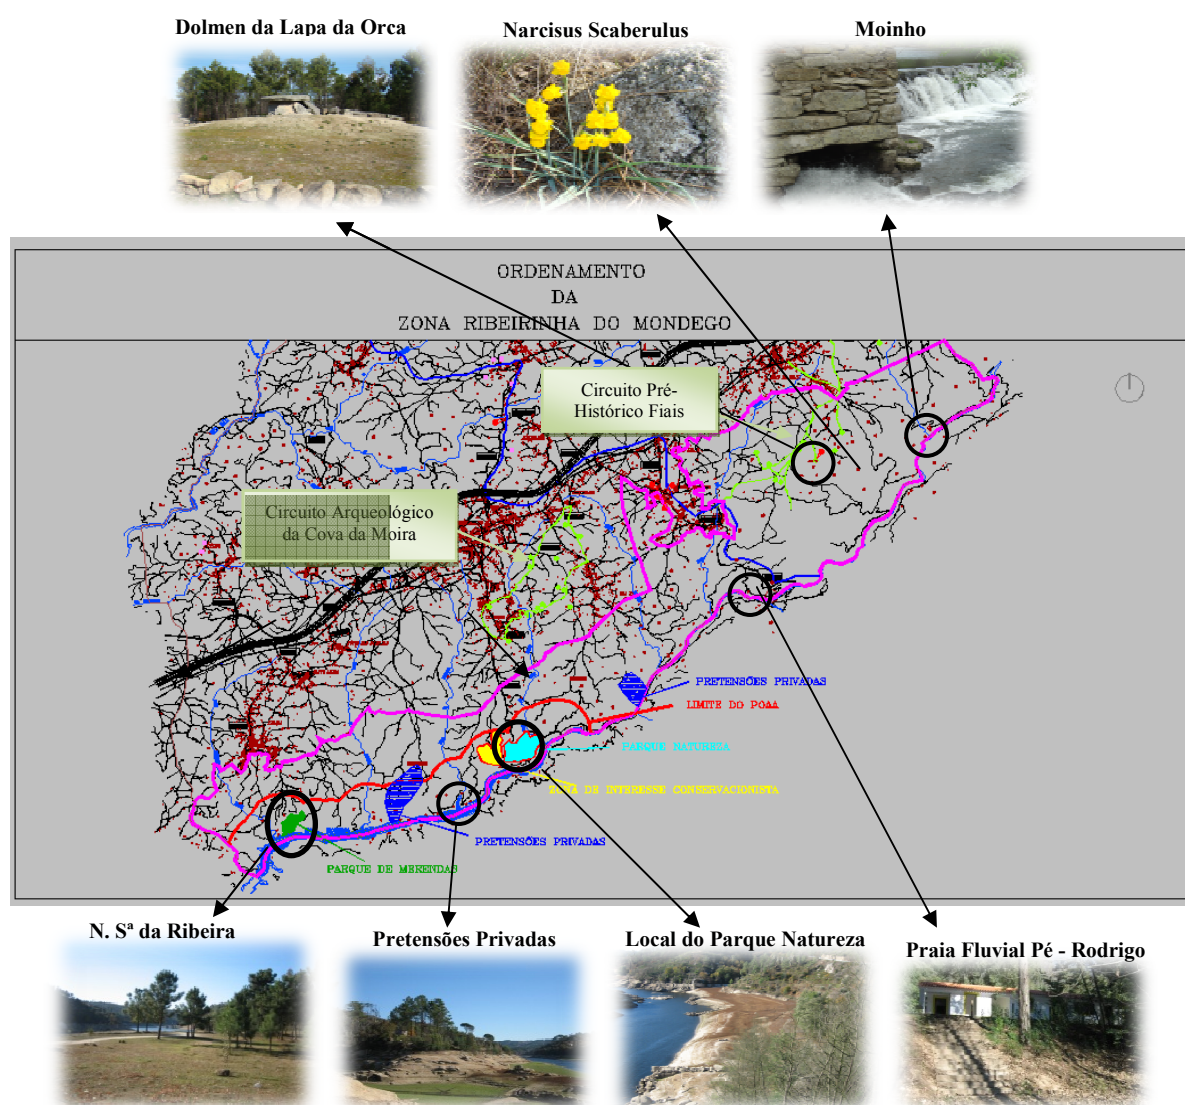 Dolmen da Lapa da Orca
Narcisus Scaberulus
Moinho
ORDENAMENTO
DA
ZONA RIBEIRINHA DO MONDEGO
Circuito Pré-
Histórico Fiais
Circuito Arqueológico
da Cova da Moira
PRETENSÕES PRIVADAS
LIMITE DO POAA
PARQUE NATUREZA
ZONA DE INTERESSE CONSERVACIONISTA
PRETENSÕES PRIVADAS
PARQUE DE MERENDAS
N. Sª da Ribeira
Pretensões Privadas
Local do Parque Natureza
Praia Fluvial Pé - Rodrigo